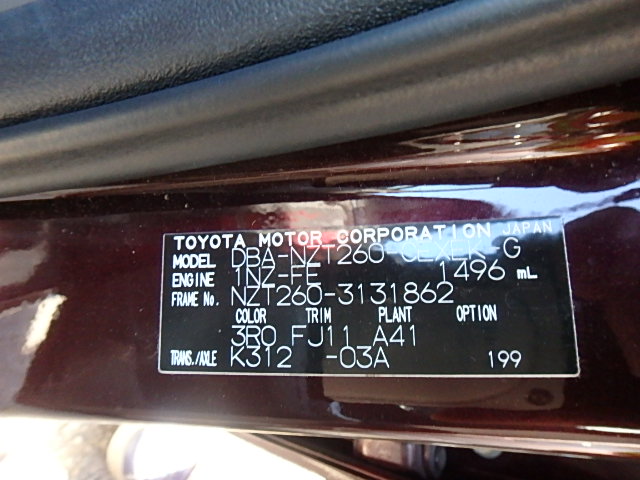 TOYOTA MOTOR CORPORATION JAPAN
MODEL DBA-NZT260-CEXEK-G
ENGINE 1NZ-FE 1496 mL
FRAME No. NZT260-3131862
COLOR TRIM PLANT OPTION
3R0 FJ11 A41
TRANS./AXLE K312 -03A 199